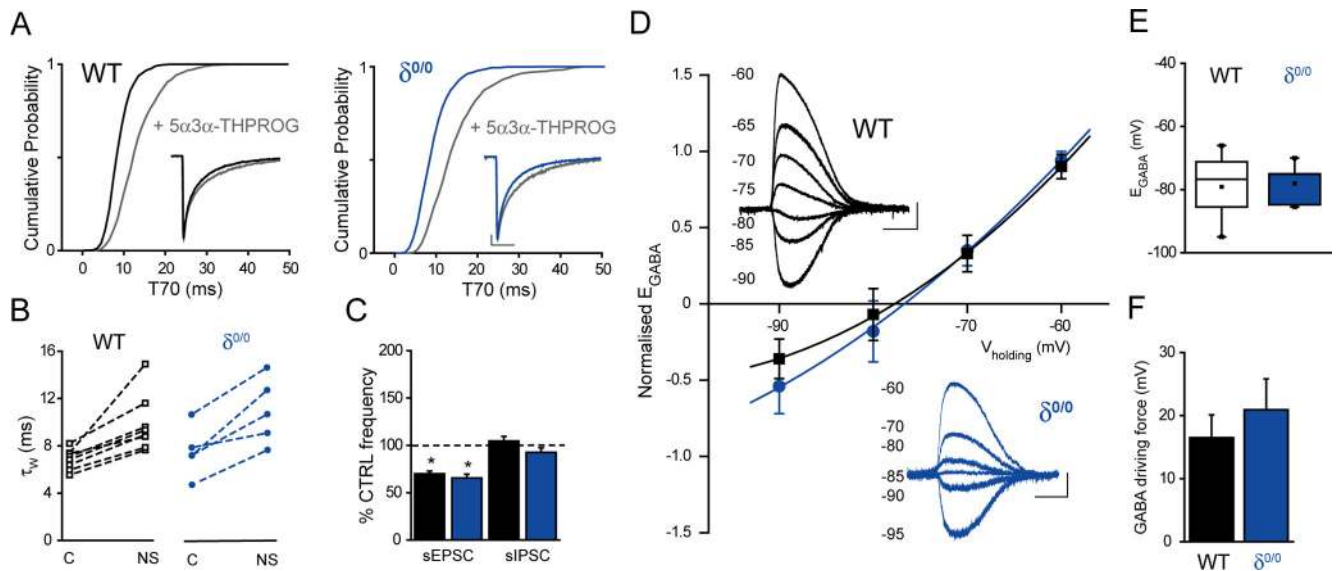 A
WT
Cumulative Probability
1
0
+ 5α3α-THPROG
0 10 20 30 40 50
T70 (ms)
δ0/0
Cumulative Probability
1
0
+ 5α3α-THPROG
0 10 20 30 40 50
T70 (ms)
B
WT
δ0/0
τw (ms)
16
12
8
4
0
C NS C NS
C
% CTRL frequency
200
150
100
50
0
* *
sEPSC sIPSC
D
Normalised EGABA
1.5
1.0
0.5
0
-0.5
-1.0
-1.5
WT
-60
-65
-70
-75
-80
-85
-90
-90 -80 -70 -60
Vholding (mV)
δ0/0
-60
-70
-80
-85
-90
-95
E
EGABA (mV)
-40
-60
-80
-100
WT δ0/0
F
GABA driving force (mV)
30
20
10
0
WT δ0/0